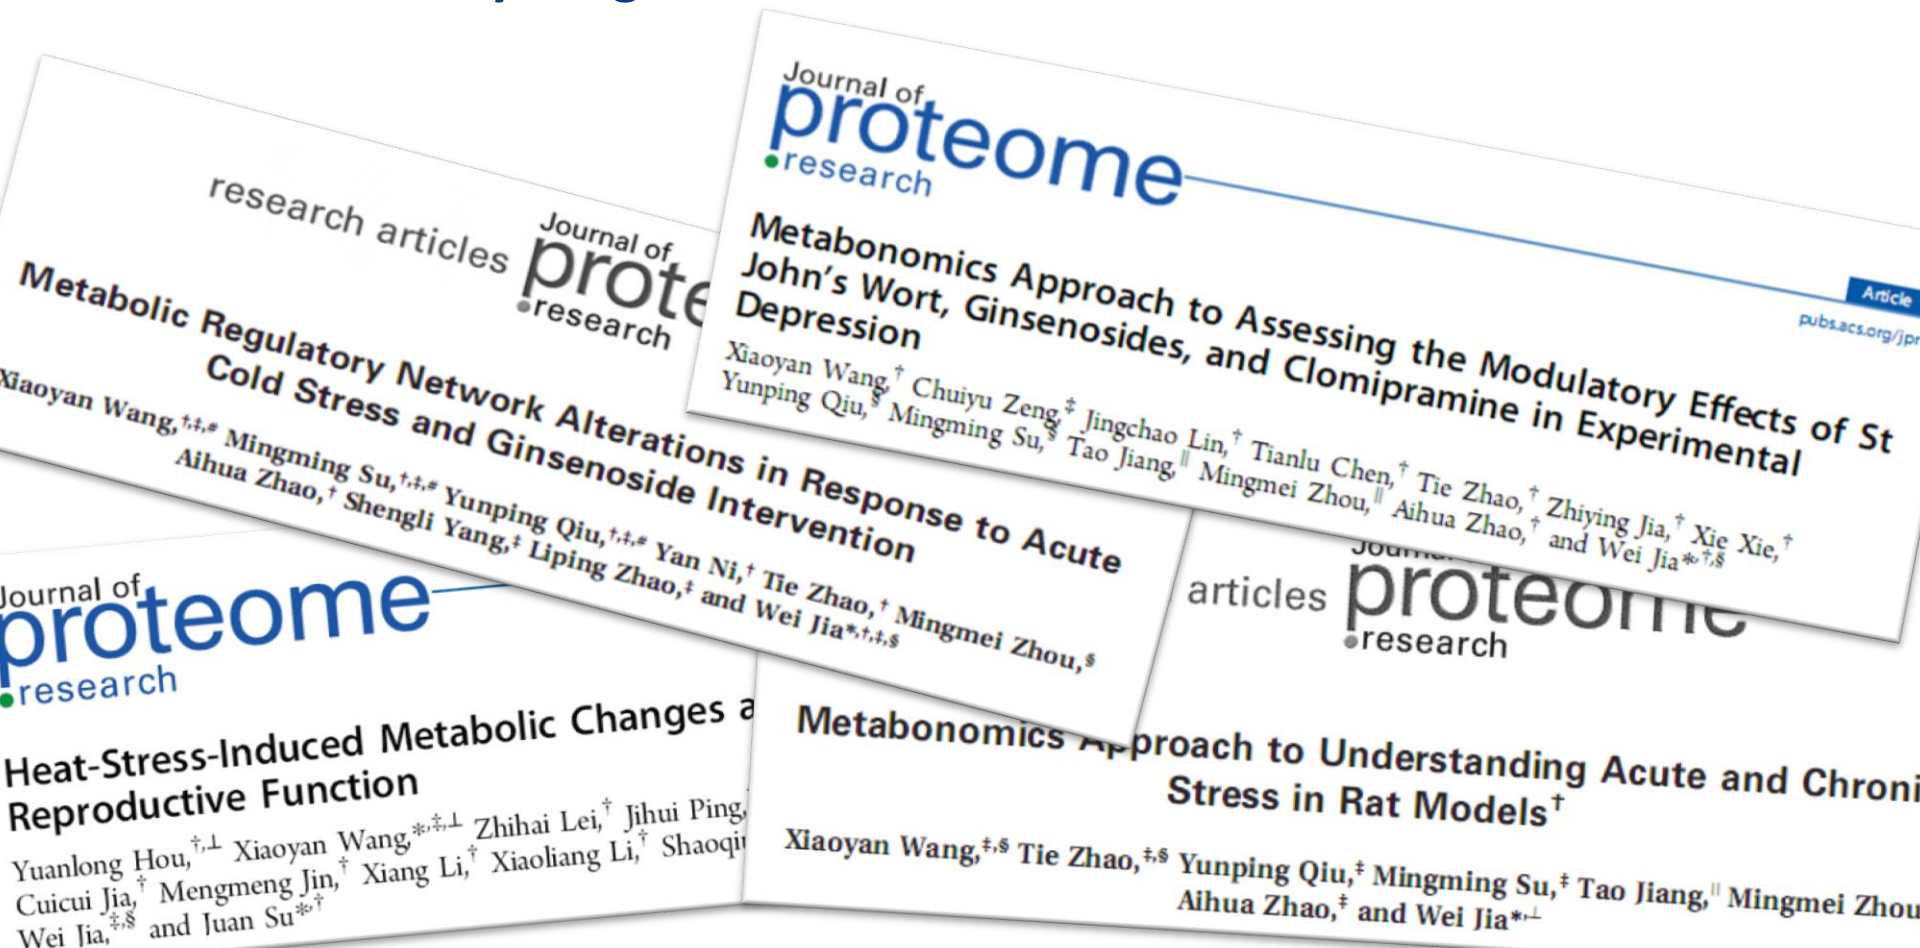 Journal of
proteome
research
Article
pubs.acs.org/jpr
Metabonomics Approach to Assessing the Modulatory Effects of St
John's Wort, Ginsenosides, and Clomipramine in Experimental
Depression
Xiaoyan Wang,† Chuiyu Zeng,‡ Jingchao Lin,† Tianlu Chen,† Tie Zhao,† Zhiying Jia,† Xie Xie,†
Yunping Qiu,§ Mingming Su,§ Tao Jiang,∥ Mingmei Zhou,∥ Aihua Zhao,† and Wei Jia*,†,§
research articles
Journal of
prote
research
Metabolic Regulatory Network Alterations in Response to Acute
Cold Stress and Ginsenoside Intervention
Xiaoyan Wang,†,‡,# Mingming Su,†,‡,# Yunping Qiu,†,‡,# Yan Ni,† Tie Zhao,† Mingmei Zhou,§
Aihua Zhao,† Shengli Yang,‡ Liping Zhao,‡ and Wei Jia*,†,‡,§
Journal of
proteome
research
Heat-Stress-Induced Metabolic Changes a
Reproductive Function
Yuanlong Hou,†,⊥ Xiaoyan Wang,*,‡,⊥ Zhihai Lei,† Jihui Ping,
Cuicui Jia,† Mengmeng Jin,† Xiang Li,† Xiaoliang Li,† Shaoqi
Wei Jia,‡,§ and Juan Su*,†
articles
proteome
research
Metabonomics Approach to Understanding Acute and Chroni
Stress in Rat Models†
Xiaoyan Wang,‡,§ Tie Zhao,‡,§ Yunping Qiu,‡ Mingming Su,‡ Tao Jiang,∥ Mingmei Zhou
Aihua Zhao,‡ and Wei Jia*,⊥